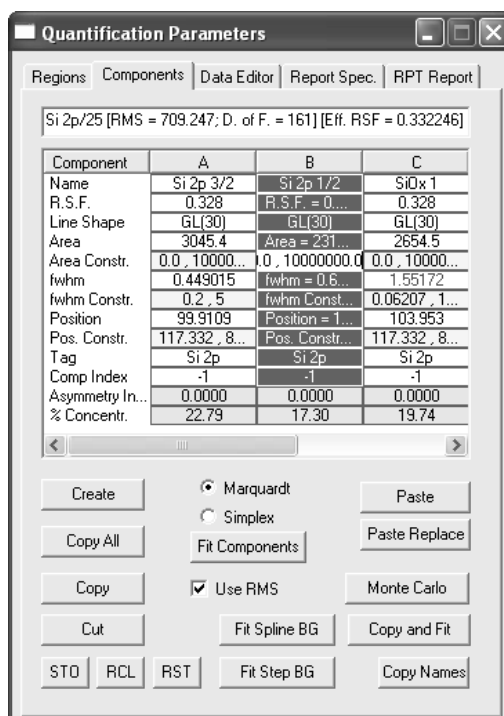 Quantification Parameters
Regions Components Data Editor Report Spec. RPT Report
Si 2p/25 [RMS = 709.247; D. of F. = 161] [Eff. RSF = 0.332246]
Component A B C
Name Si 2p 3/2 Si 2p 1/2 SiOx 1
R.S.F. 0.328 R.S.F. = 0.... 0.328
Line Shape GL(30) GL(30) GL(30)
Area 3045.4 Area = 231... 2654.5
Area Constr. 0.0 , 10000... .0 , 10000000.0 0.0 , 10000...
fwhm 0.449015 fwhm = 0.6... 1.55172
fwhm Constr. 0.2 , 5 fwhm Const... 0.06207 , 1...
Position 99.9109 Position = 1... 103.953
Pos. Constr. 117.332 , 8... Pos. Constr... 117.332 , 8...
Tag Si 2p Si 2p Si 2p
Comp Index -1 -1 -1
Asymmetry In... 0.0000 0.0000 0.0000
% Concentr. 22.79 17.30 19.74
Create Marquardt Paste
Simplex
Copy All Fit Components Paste Replace
Copy Use RMS Monte Carlo
Cut Fit Spline BG Copy and Fit
STO RCL RST Fit Step BG Copy Names